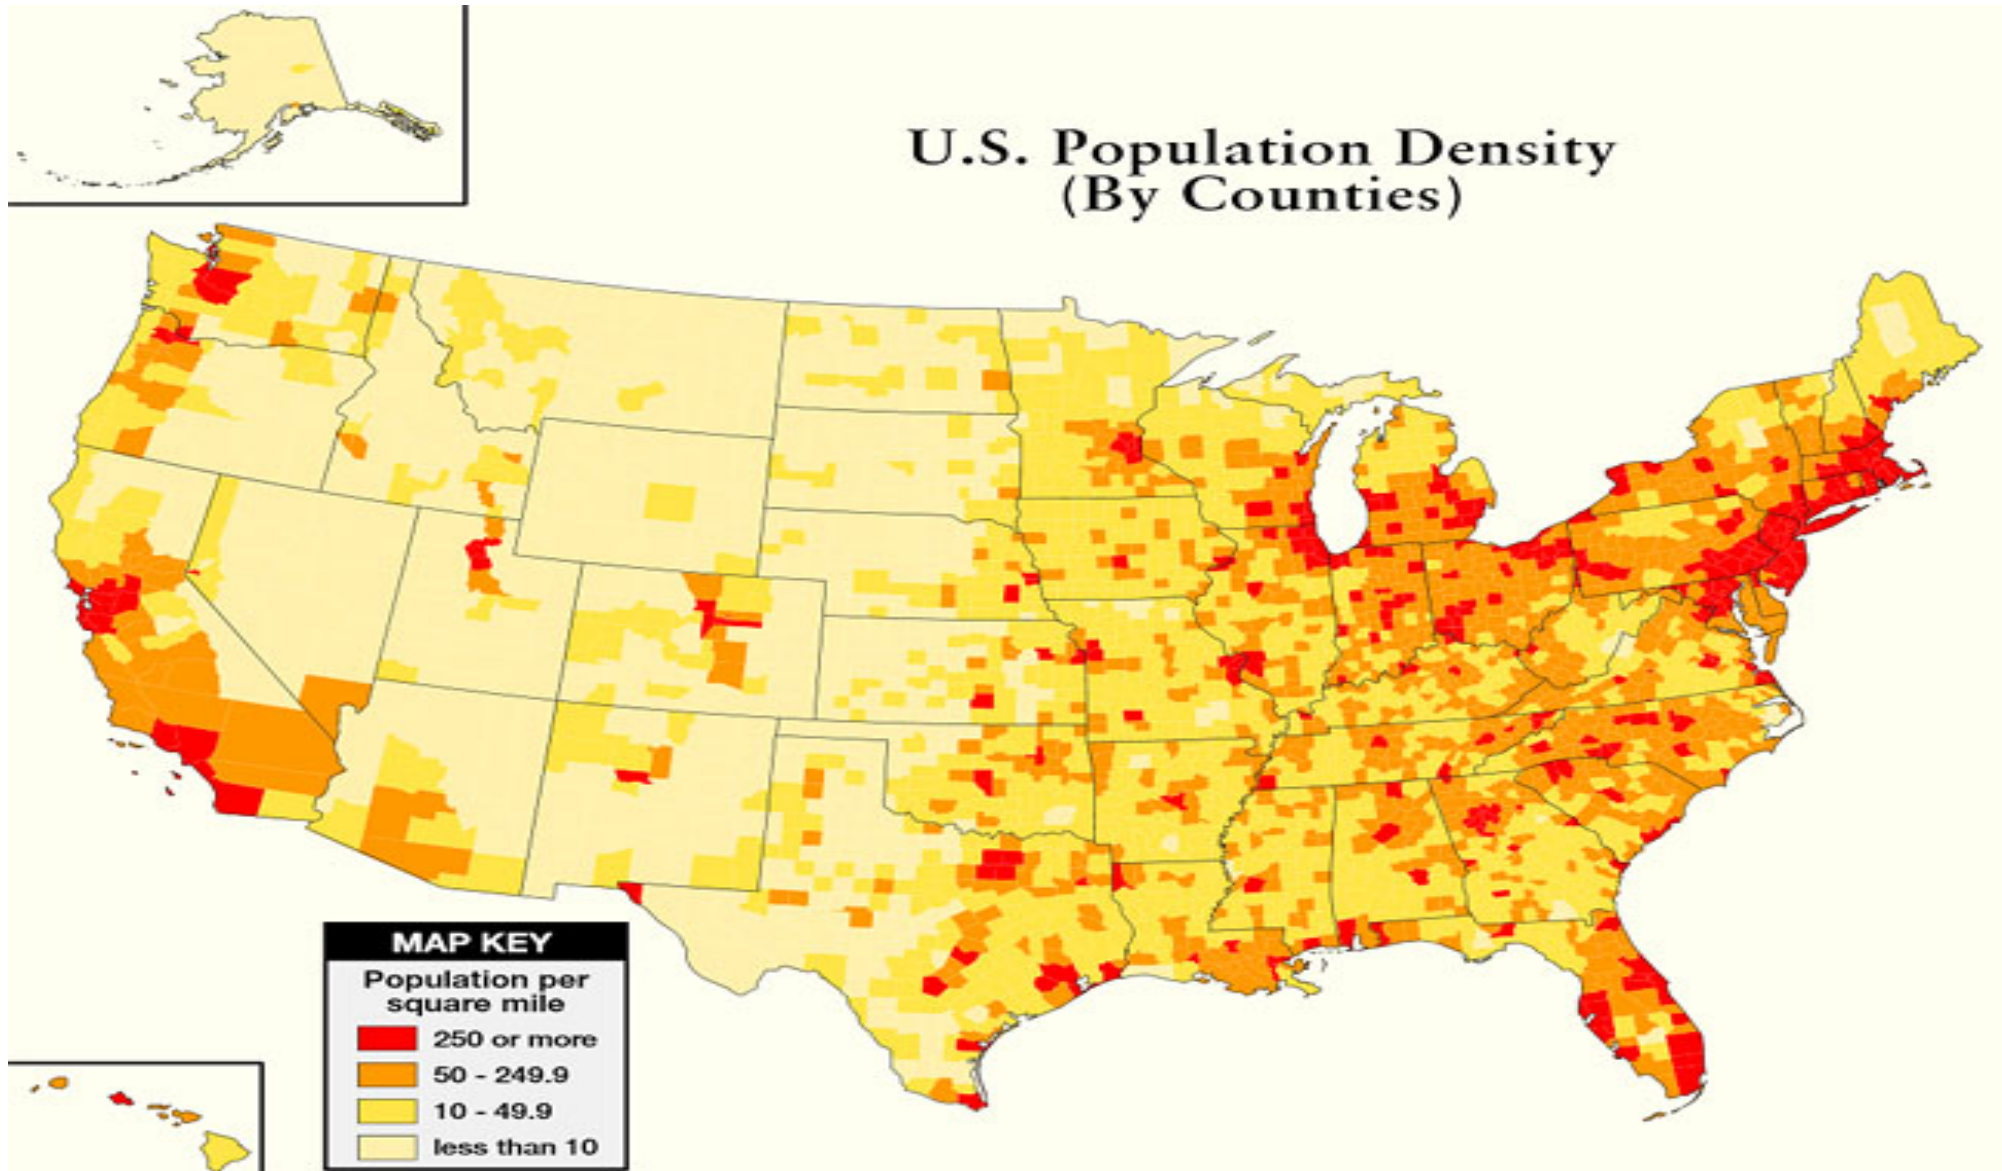 U.S. Population Density
(By Counties)
MAP KEY
Population per
square mile
250 or more
50 - 249.9
10 - 49.9
less than 10